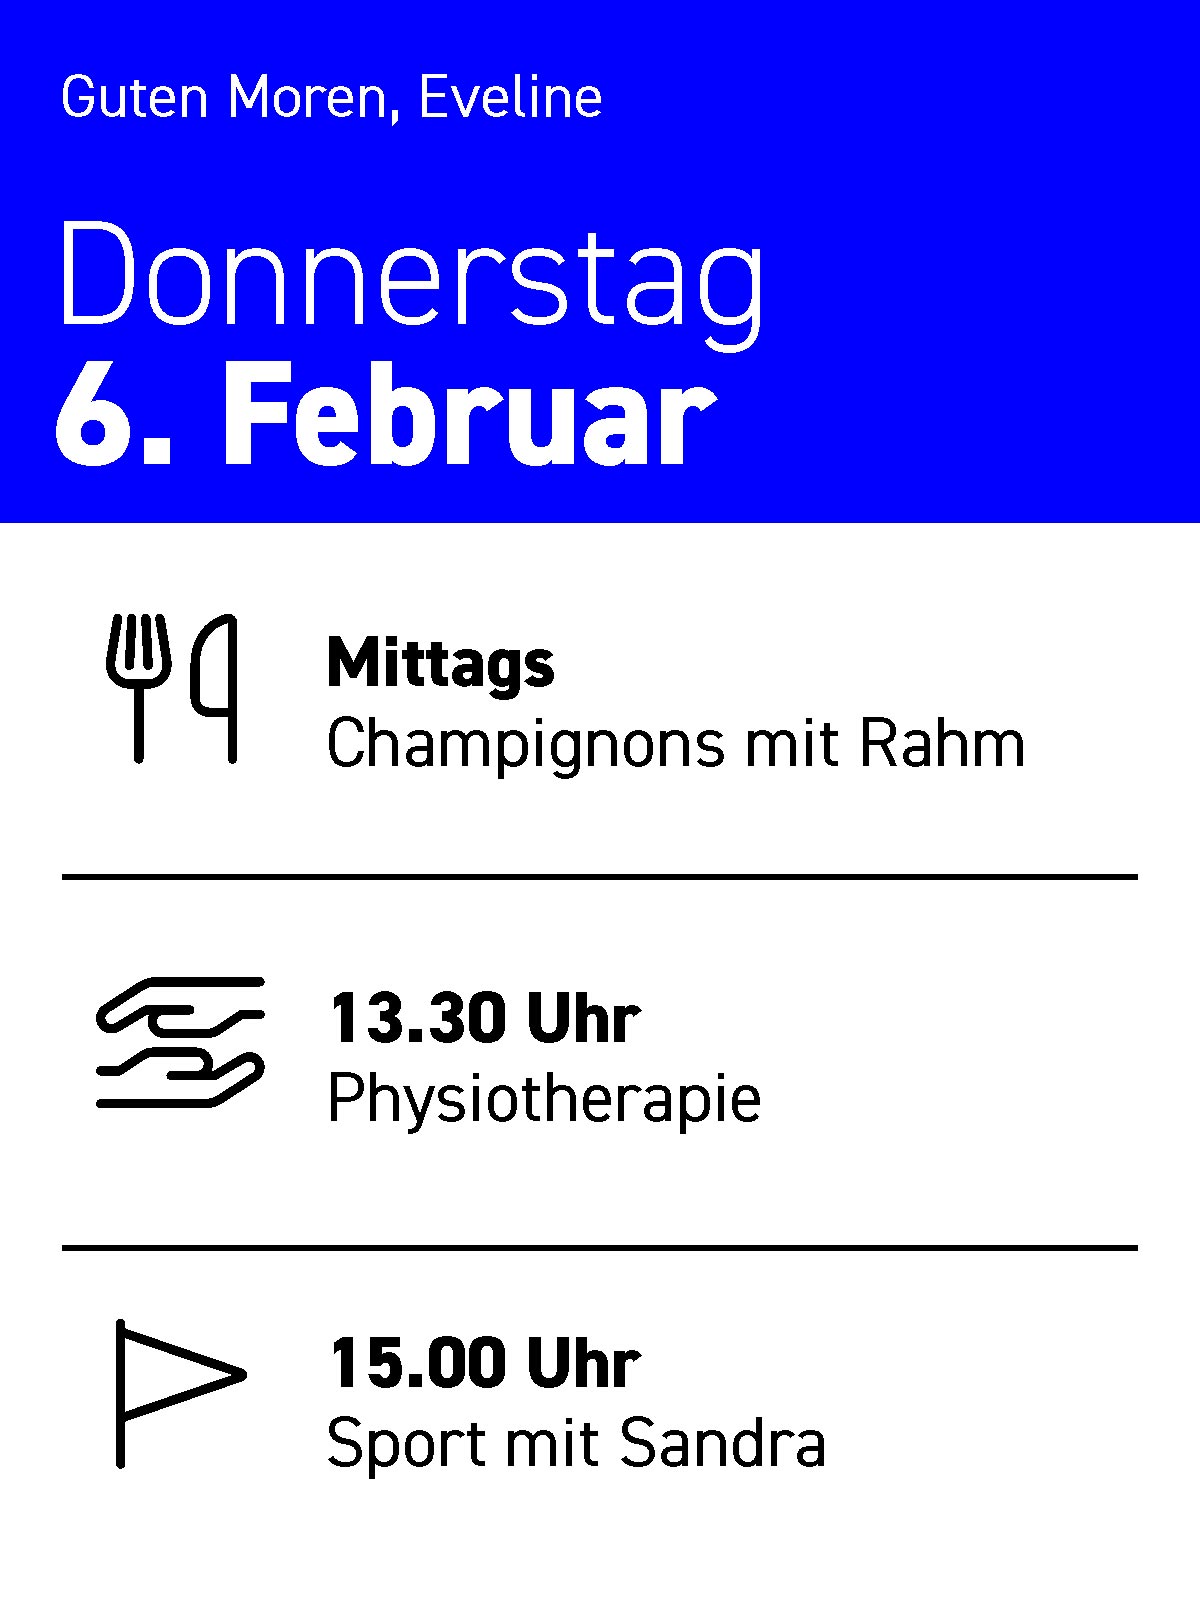 Guten Moren, Eveline
Donnerstag
6. Februar
Mittags
Champignons mit Rahm
13.30 Uhr
Physiotherapie
15.00 Uhr
Sport mit Sandra